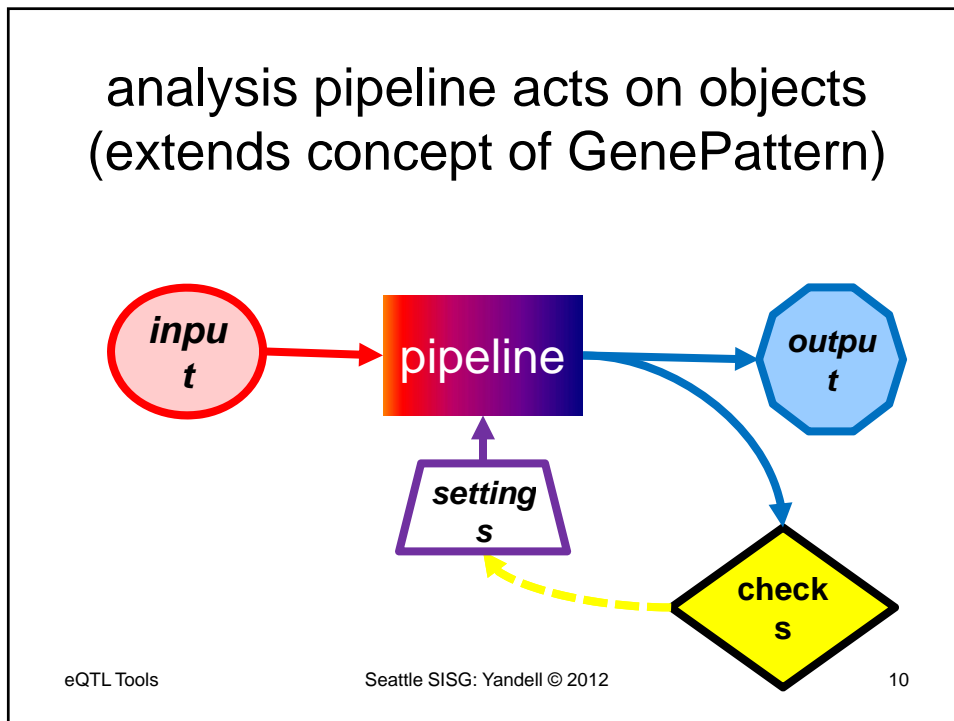 analysis pipeline acts on objects
(extends concept of GenePattern)
inpu
t
pipeline
outpu
t
setting
s
check
s
eQTL Tools
Seattle SISG: Yandell © 2012
10